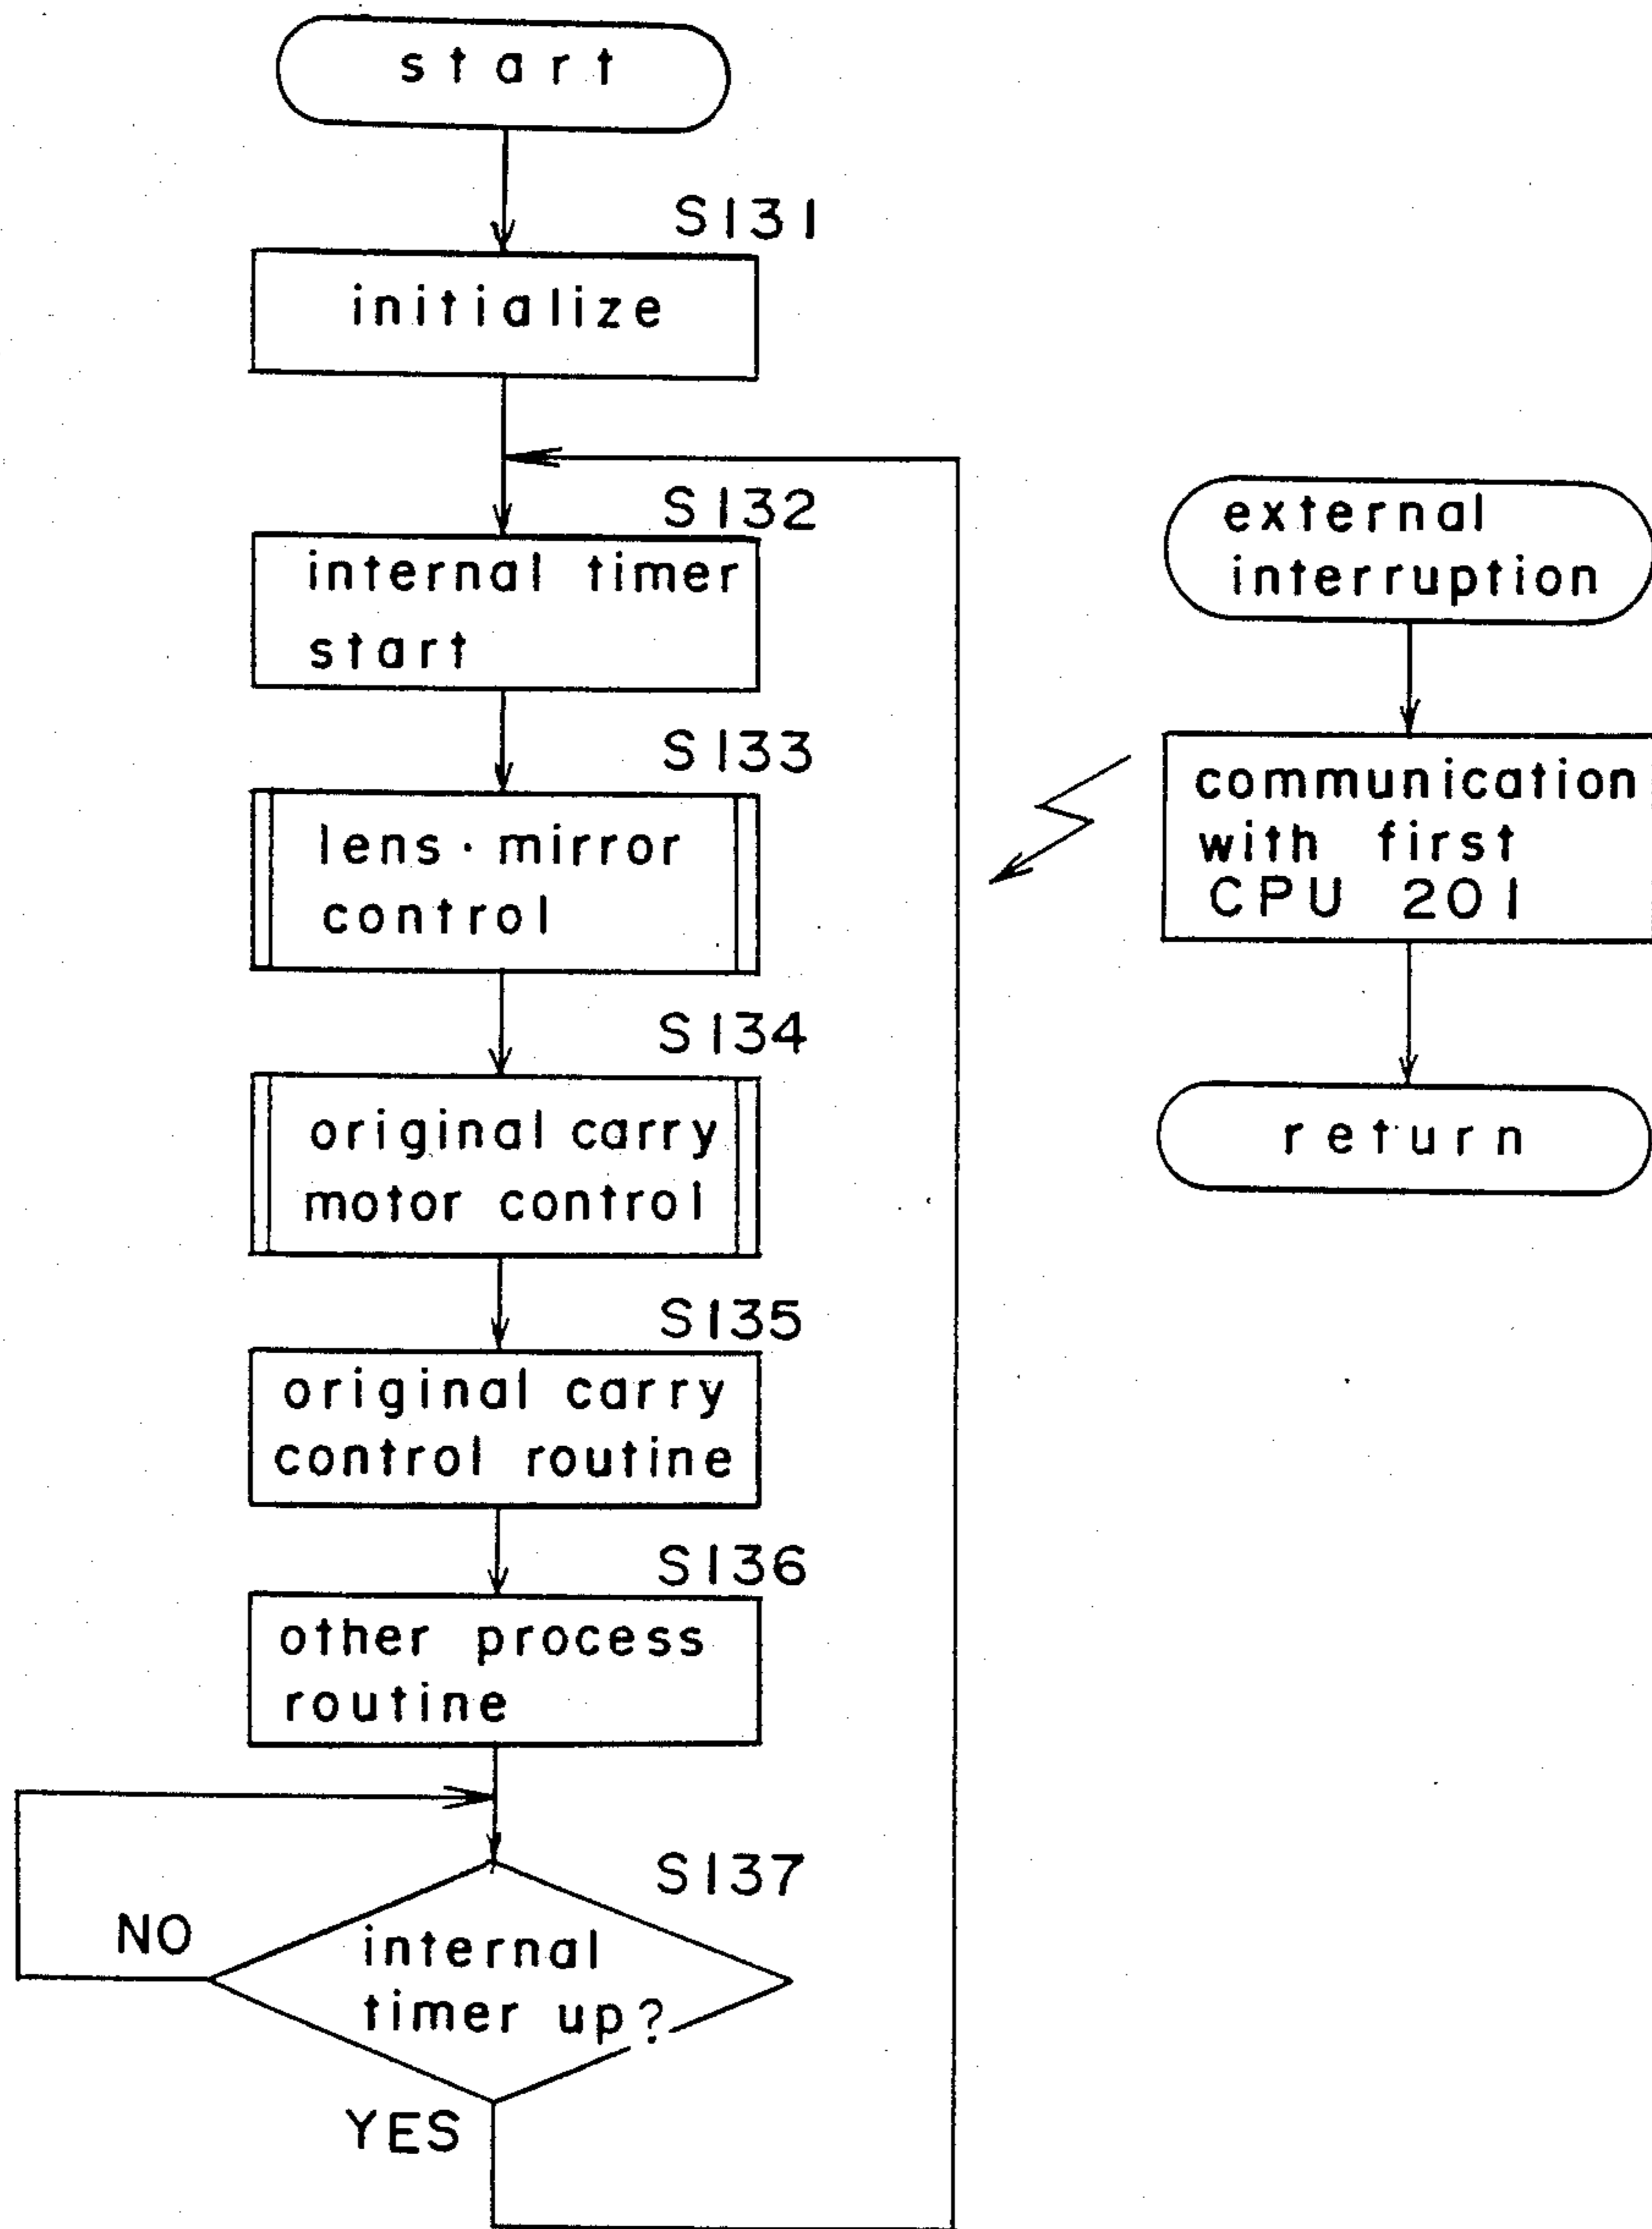 start
S131
initialize
S132
internal timer
start
S133
lens・mirror
control
S134
original carry
motor control
S135
original carry
control routine
S136
other process
routine
S137
NO
internal
timer up?
YES
external
interruption
communication
with first
CPU 201
return